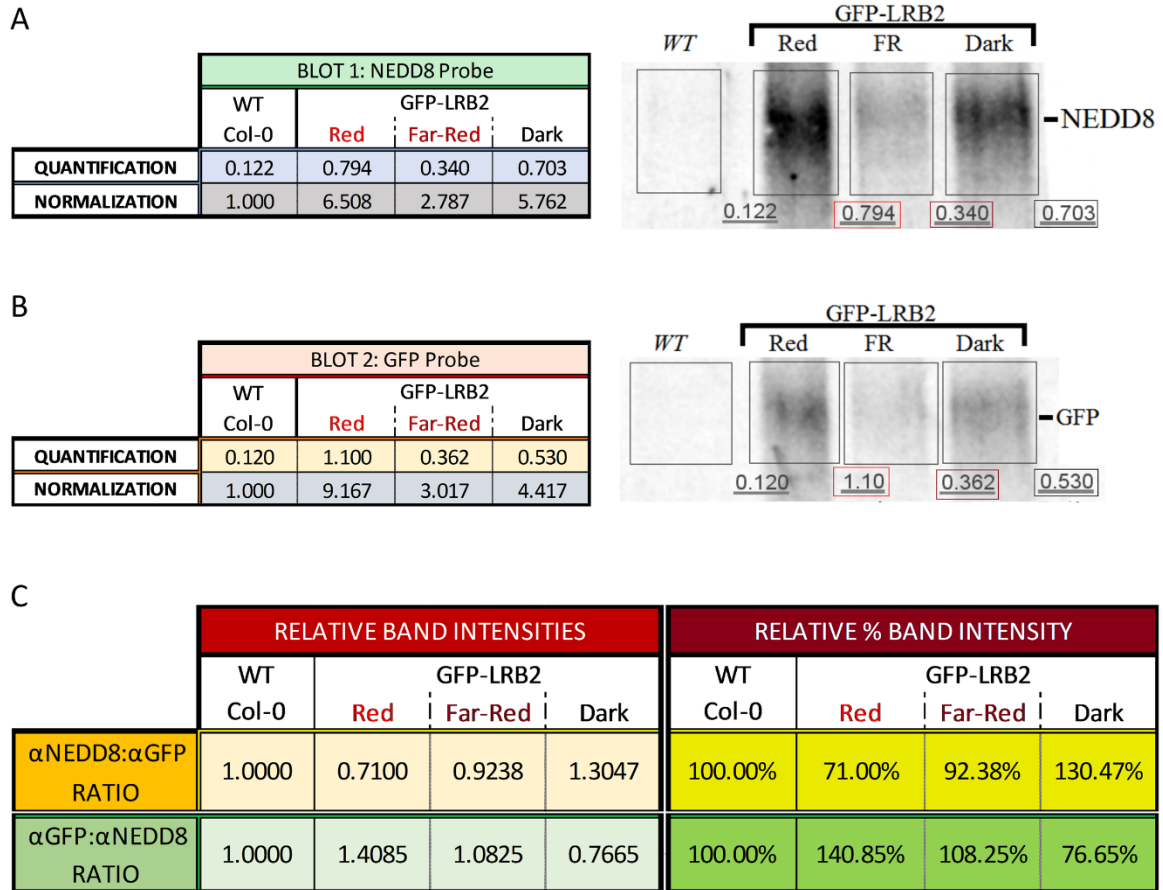 A
BLOT 1: NEDD8 Probe
WT GFP-LRB2
Col-0 Red Far-Red Dark
QUANTIFICATION 0.122 0.794 0.340 0.703
NORMALIZATION 1.000 6.508 2.787 5.762
GFP-LRB2
WT Red FR Dark
NEDD8
0.122 0.794 0.340 0.703
B
BLOT 2: GFP Probe
WT GFP-LRB2
Col-0 Red Far-Red Dark
QUANTIFICATION 0.120 1.100 0.362 0.530
NORMALIZATION 1.000 9.167 3.017 4.417
GFP-LRB2
WT Red FR Dark
GFP
0.120 1.10 0.362 0.530
C
RELATIVE BAND INTENSITIES RELATIVE % BAND INTENSITY
WT GFP-LRB2 WT GFP-LRB2
Col-0 Red Far-Red Dark Col-0 Red Far-Red Dark
αNEDD8:αGFP
RATIO 1.0000 0.7100 0.9238 1.3047 100.00% 71.00% 92.38% 130.47%
αGFP:αNEDD8
RATIO 1.0000 1.4085 1.0825 0.7665 100.00% 140.85% 108.25% 76.65%